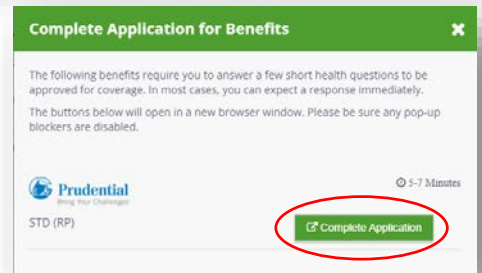 Complete Application for Benefits
The following benefits require you to answer a few short health questions to be
approved for coverage. In most cases, you can expect a response immediately.
The buttons below will open in a new browser window. Please be sure any pop-up
blockers are disabled.
5-7 Minutes
Prudential
Bring Your Challenges
STD (RP)
Complete Application